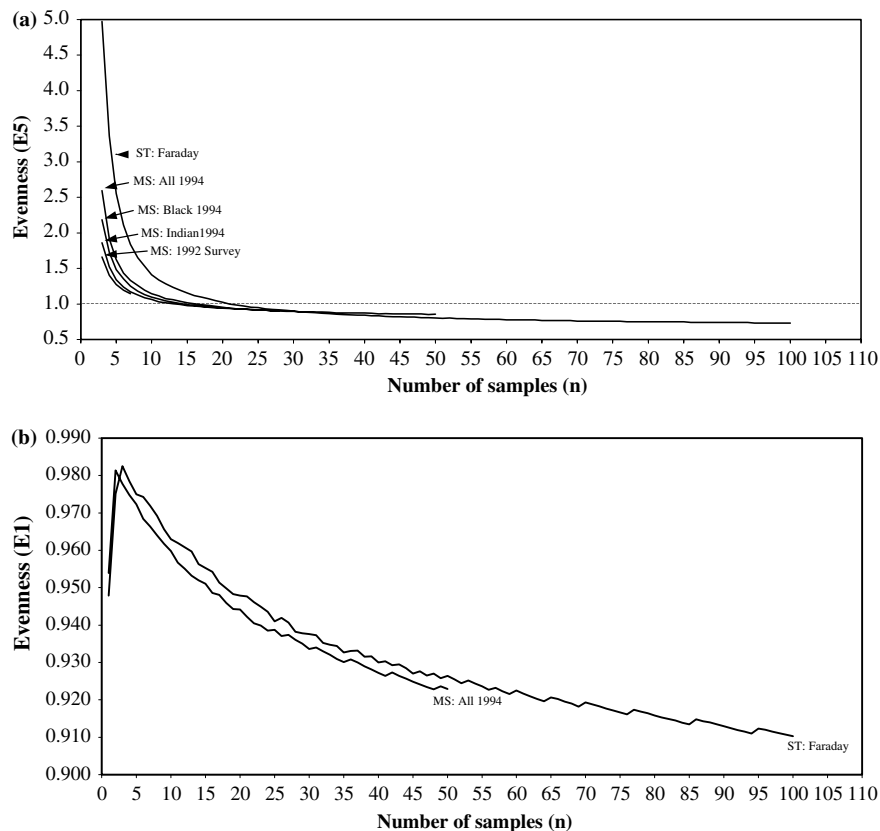 (a)
5.0
4.5
4.0
3.5
3.0
2.5
2.0
1.5
1.0
0.5
Evenness (E5)
ST: Faraday
MS: All 1994
MS: Black 1994
MS: Indian1994
MS: 1992 Survey
0 5 10 15 20 25 30 35 40 45 50 55 60 65 70 75 80 85 90 95 100 105 110
Number of samples (n)
(b)
0.990
0.980
0.970
0.960
0.950
0.940
0.930
0.920
0.910
0.900
Evenness (E1)
MS: All 1994
ST: Faraday
0 5 10 15 20 25 30 35 40 45 50 55 60 65 70 75 80 85 90 95 100 105 110
Number of samples (n)